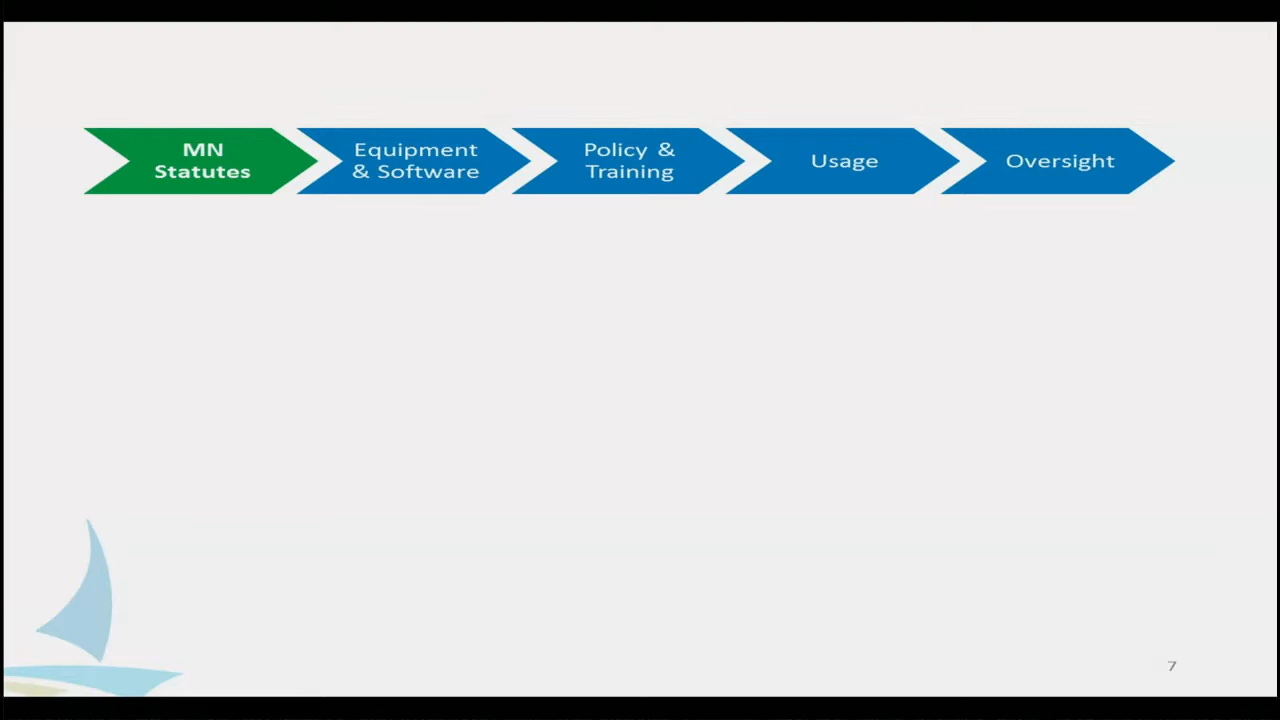 MN
Statutes
Equipment
& Software
Policy &
Training
Usage
Oversight
7